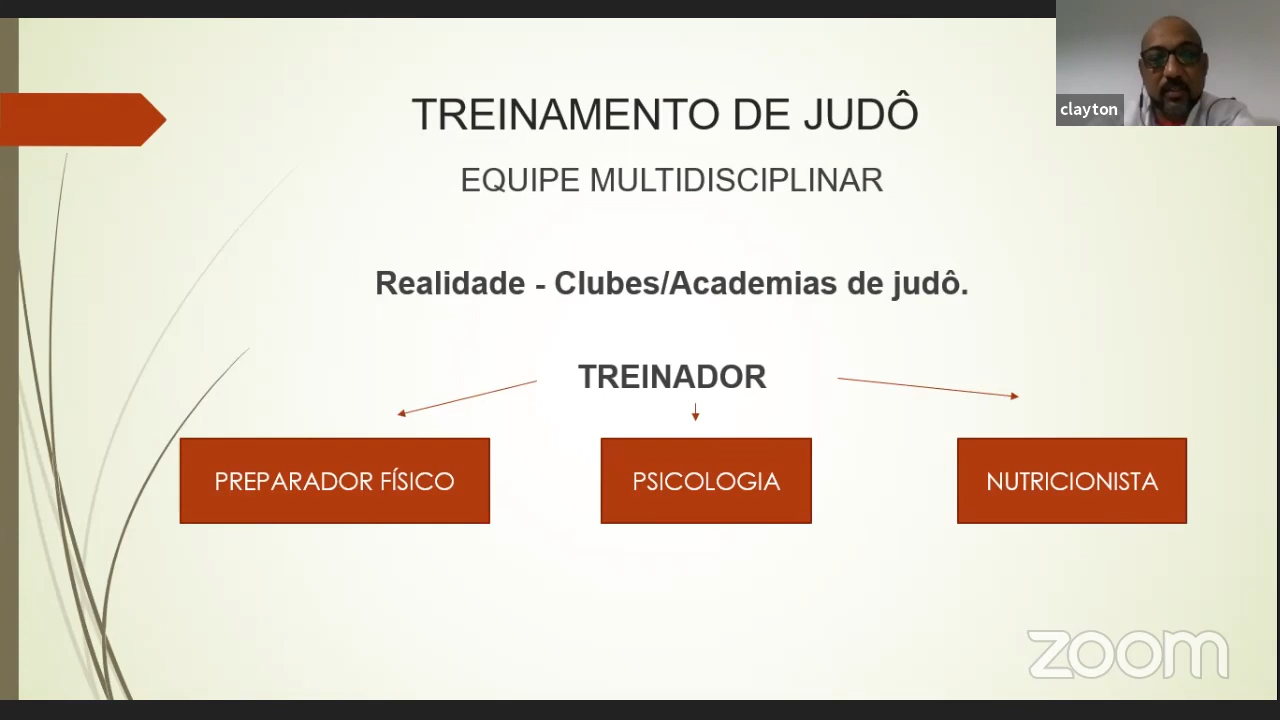 TREINAMENTO DE JUDÔ
clayton
EQUIPE MULTIDISCIPLINAR
Realidade - Clubes/Academias de judô.
TREINADOR
PREPARADOR FÍSICO
PSICOLOGIA
NUTRICIONISTA
zoom